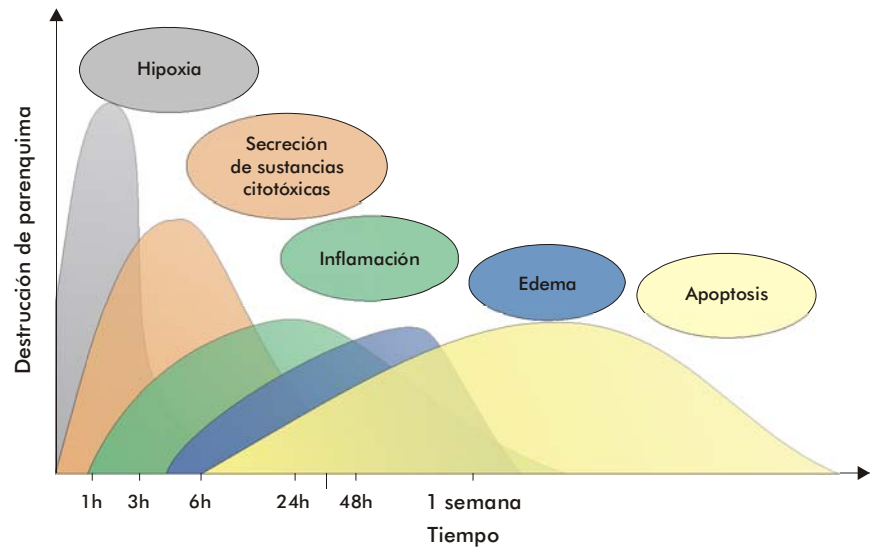 Hipoxia
Secreción
de sustancias
citotóxicas
Inflamación
Edema
Apoptosis
Destrucción de parenquima
1h 3h 6h 24h 48h 1 semana
Tiempo